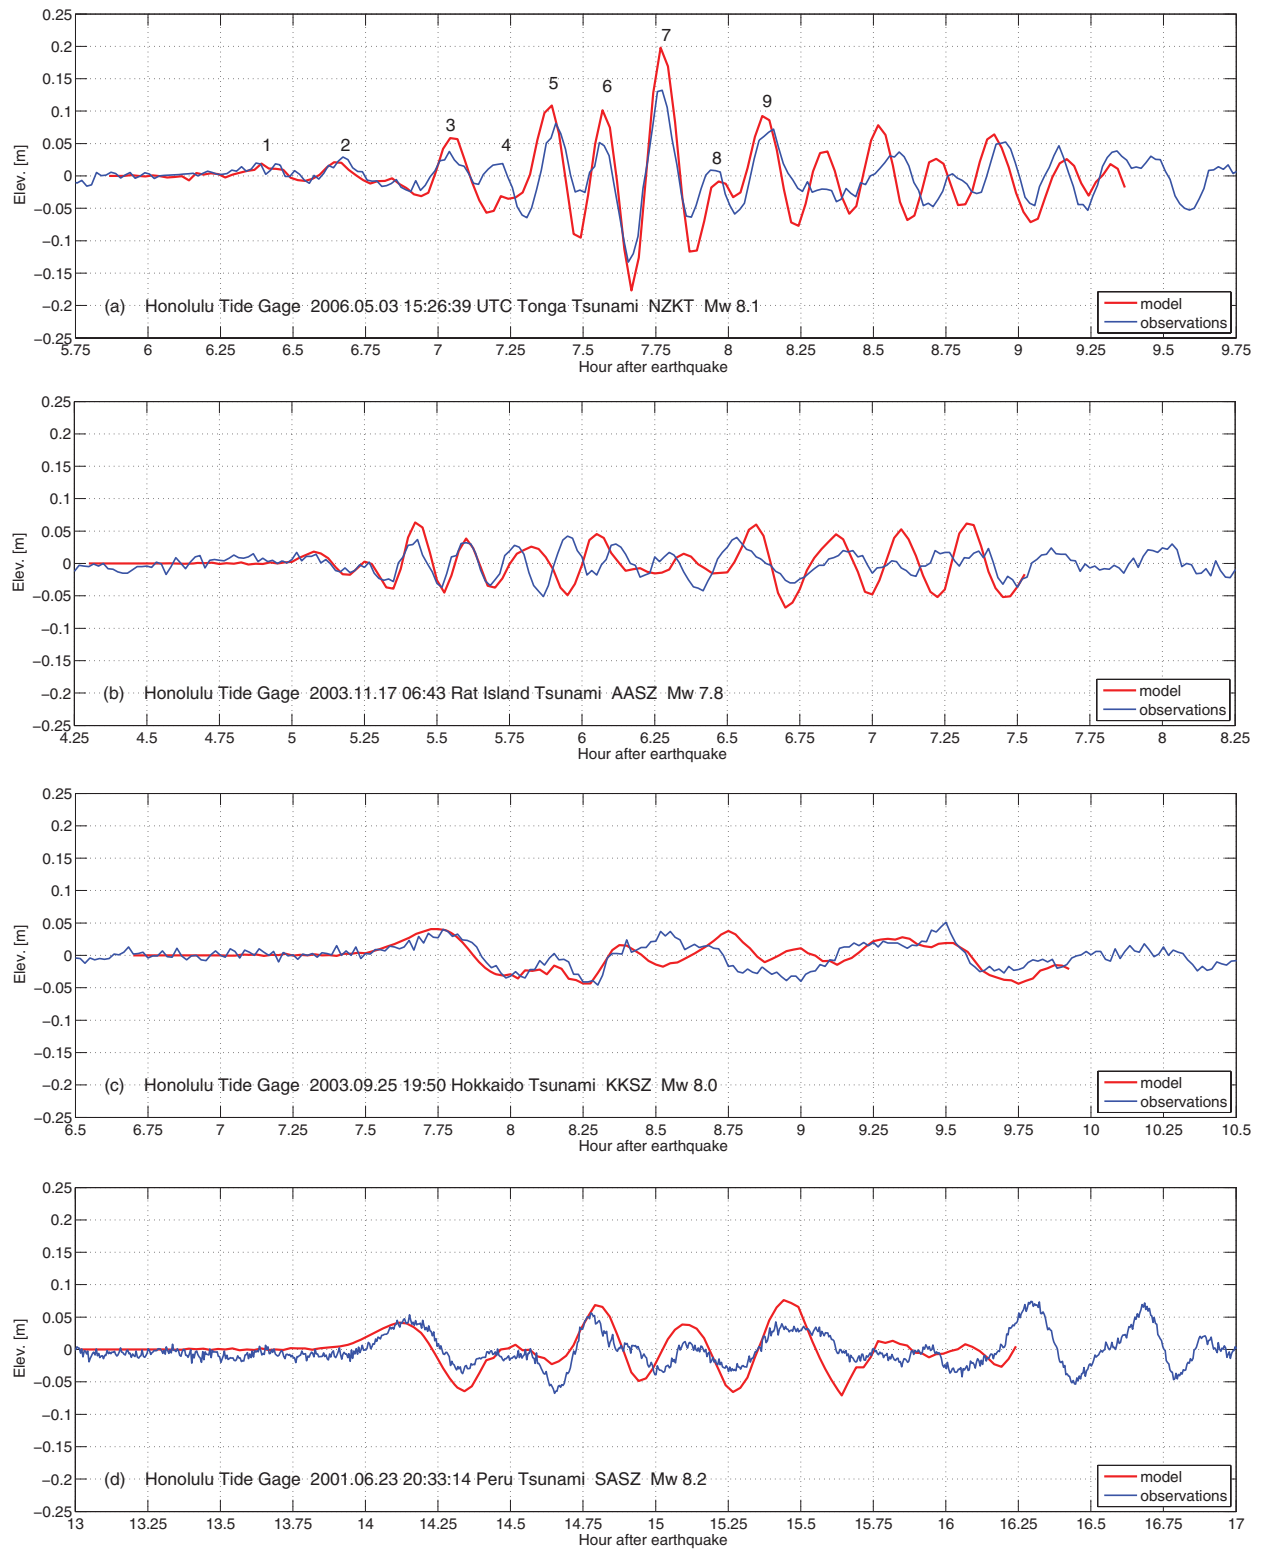 0.25
0.2
0.15
0.1
0.05
0
−0.05
−0.1
−0.15
−0.2
−0.25
Elev. [m]
1 2 3 4 5 6 7 8 9
(a) Honolulu Tide Gage 2006.05.03 15:26:39 UTC Tonga Tsunami NZKT Mw 8.1
model
observations
5.75 6 6.25 6.5 6.75 7 7.25 7.5 7.75 8 8.25 8.5 8.75 9 9.25 9.5 9.75
Hour after earthquake
0.25
0.2
0.15
0.1
0.05
0
−0.05
−0.1
−0.15
−0.2
−0.25
Elev. [m]
(b) Honolulu Tide Gage 2003.11.17 06:43 Rat Island Tsunami AASZ Mw 7.8
model
observations
4.25 4.5 4.75 5 5.25 5.5 5.75 6 6.25 6.5 6.75 7 7.25 7.5 7.75 8 8.25
Hour after earthquake
0.25
0.2
0.15
0.1
0.05
0
−0.05
−0.1
−0.15
−0.2
−0.25
Elev. [m]
(c) Honolulu Tide Gage 2003.09.25 19:50 Hokkaido Tsunami KKSZ Mw 8.0
model
observations
6.5 6.75 7 7.25 7.5 7.75 8 8.25 8.5 8.75 9 9.25 9.5 9.75 10 10.25 10.5
Hour after earthquake
0.25
0.2
0.15
0.1
0.05
0
−0.05
−0.1
−0.15
−0.2
−0.25
Elev. [m]
(d) Honolulu Tide Gage 2001.06.23 20:33:14 Peru Tsunami SASZ Mw 8.2
model
observations
13 13.25 13.5 13.75 14 14.25 14.5 14.75 15 15.25 15.5 15.75 16 16.25 16.5 16.75 17
Hour after earthquake